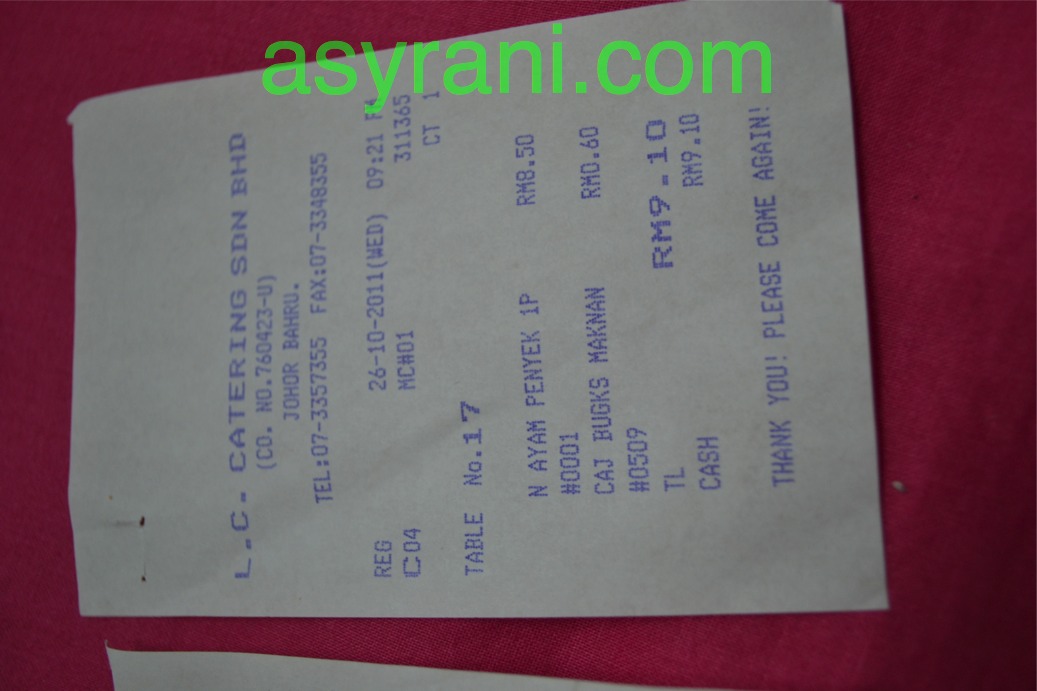 asyrani.com
L.C. CATERING SDN BHD
(CO. NO.760423-U)
JOHOR BAHRU.
TEL:07-3357355 FAX:07-3348355
REG 26-10-2011(WED) 09:21
C04 MC#01 311365
CT 1
TABLE No.17
N AYAM PENYEK 1P RM8.50
#0001
CAJ BUGKS MAKNAN RM0.60
#0509
TL RM9.10
CASH RM9.10
THANK YOU! PLEASE COME AGAIN!